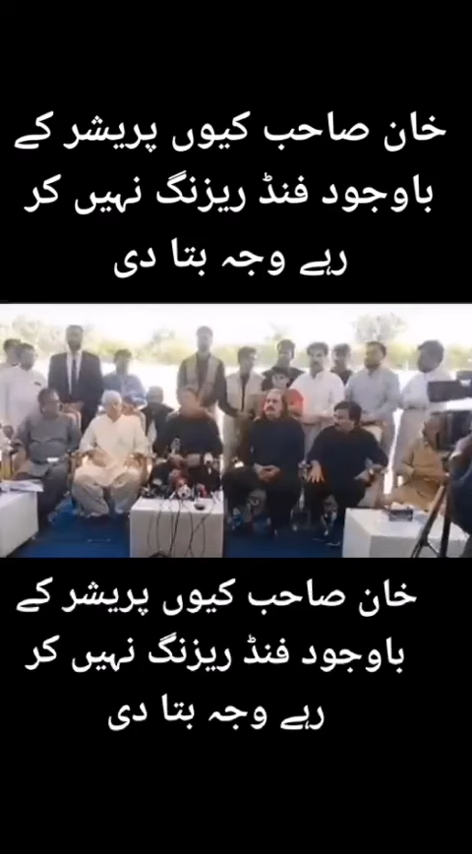 خان صاحب کیوں پریشر کے
باوجود فنڈ ریزنگ نہیں کر
رہے وجہ بتا دی
خان صاحب کیوں پریشر کے
باوجود فنڈ ریزنگ نہیں کر
رہے وجہ بتا دی